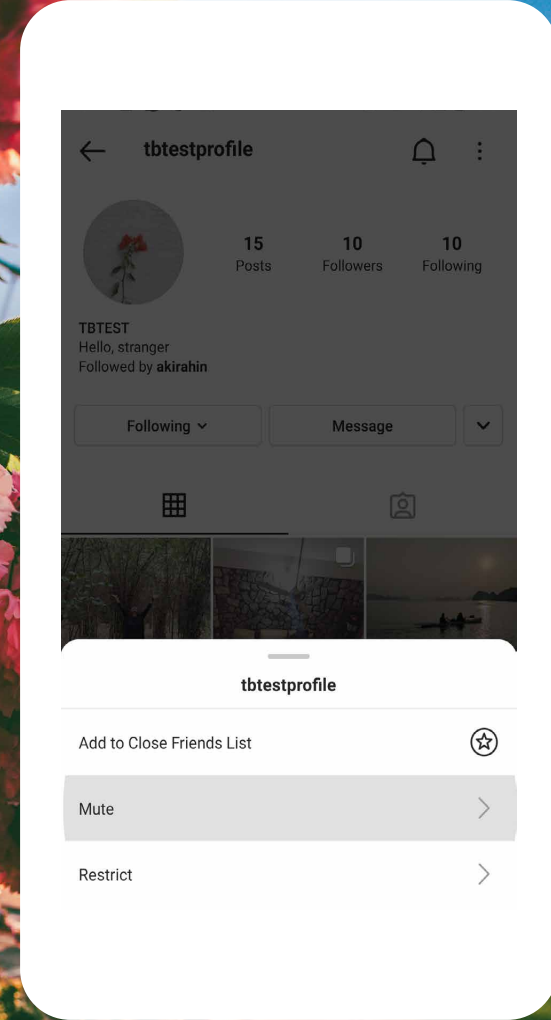 tbtestprofile
15 10 10
Posts Followers Following
TBTEST
Hello, stranger
Followed by akirahin
Following Message
tbtestprofile
Add to Close Friends List
Mute
Restrict